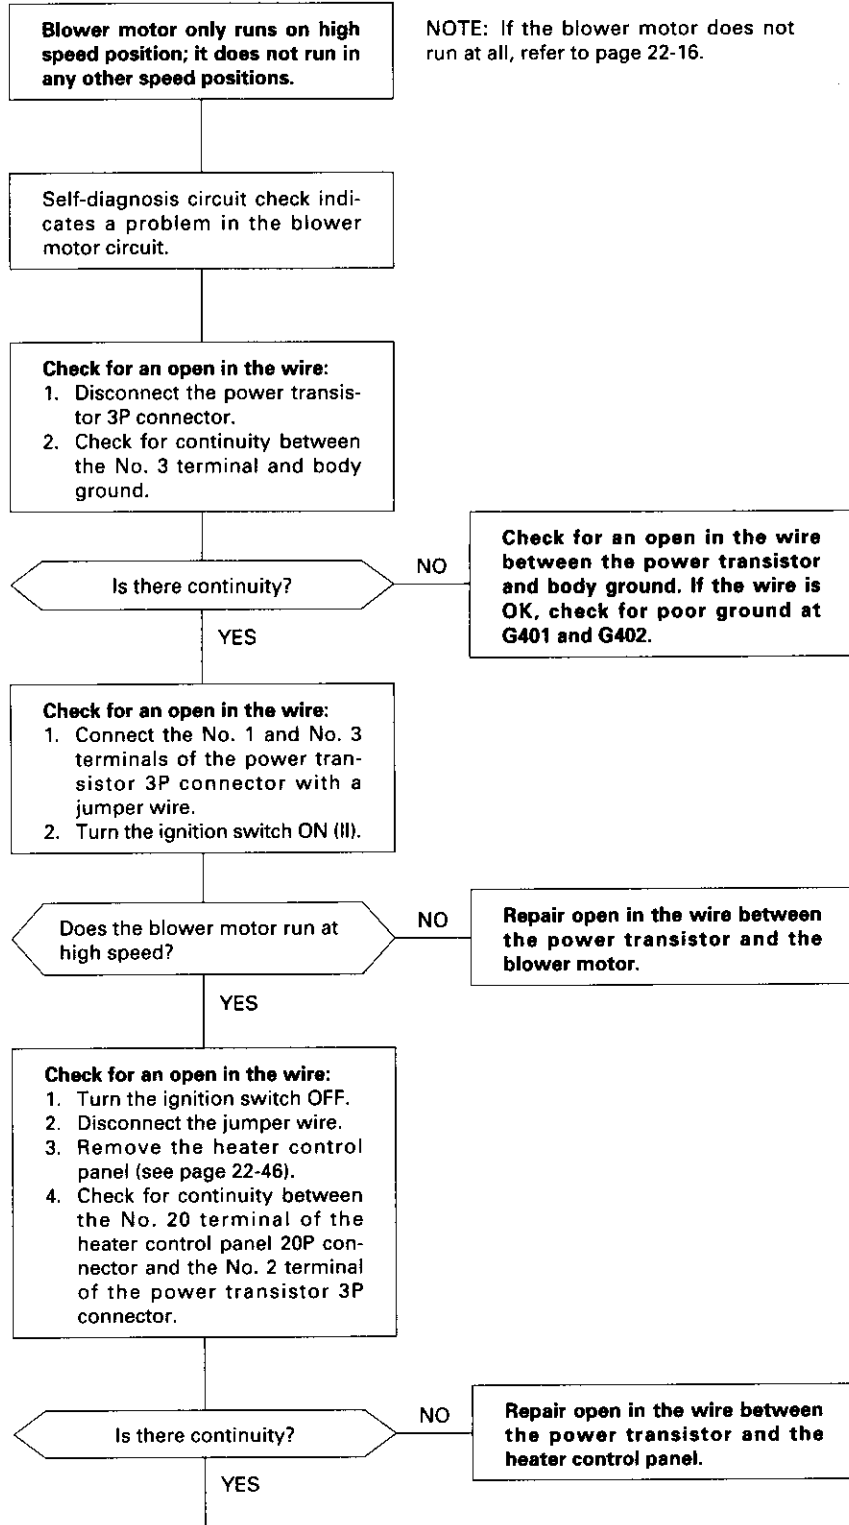 Blower motor only runs on high
speed position; it does not run in
any other speed positions.
NOTE: If the blower motor does not
run at all, refer to page 22-16.
Self-diagnosis circuit check indi-
cates a problem in the blower
motor circuit.
Check for an open in the wire:
1. Disconnect the power transis-
tor 3P connector.
2. Check for continuity between
the No. 3 terminal and body
ground.
Is there continuity?
NO
Check for an open in the wire
between the power transistor
and body ground. If the wire is
OK, check for poor ground at
G401 and G402.
YES
Check for an open in the wire:
1. Connect the No. 1 and No. 3
terminals of the power tran-
sistor 3P connector with a
jumper wire.
2. Turn the ignition switch ON (II).
Does the blower motor run at
high speed?
NO
Repair open in the wire between
the power transistor and the
blower motor.
YES
Check for an open in the wire:
1. Turn the ignition switch OFF.
2. Disconnect the jumper wire.
3. Remove the heater control
panel (see page 22-46).
4. Check for continuity between
the No. 20 terminal of the
heater control panel 20P con-
nector and the No. 2 terminal
of the power transistor 3P
connector.
Is there continuity?
NO
Repair open in the wire between
the power transistor and the
heater control panel.
YES